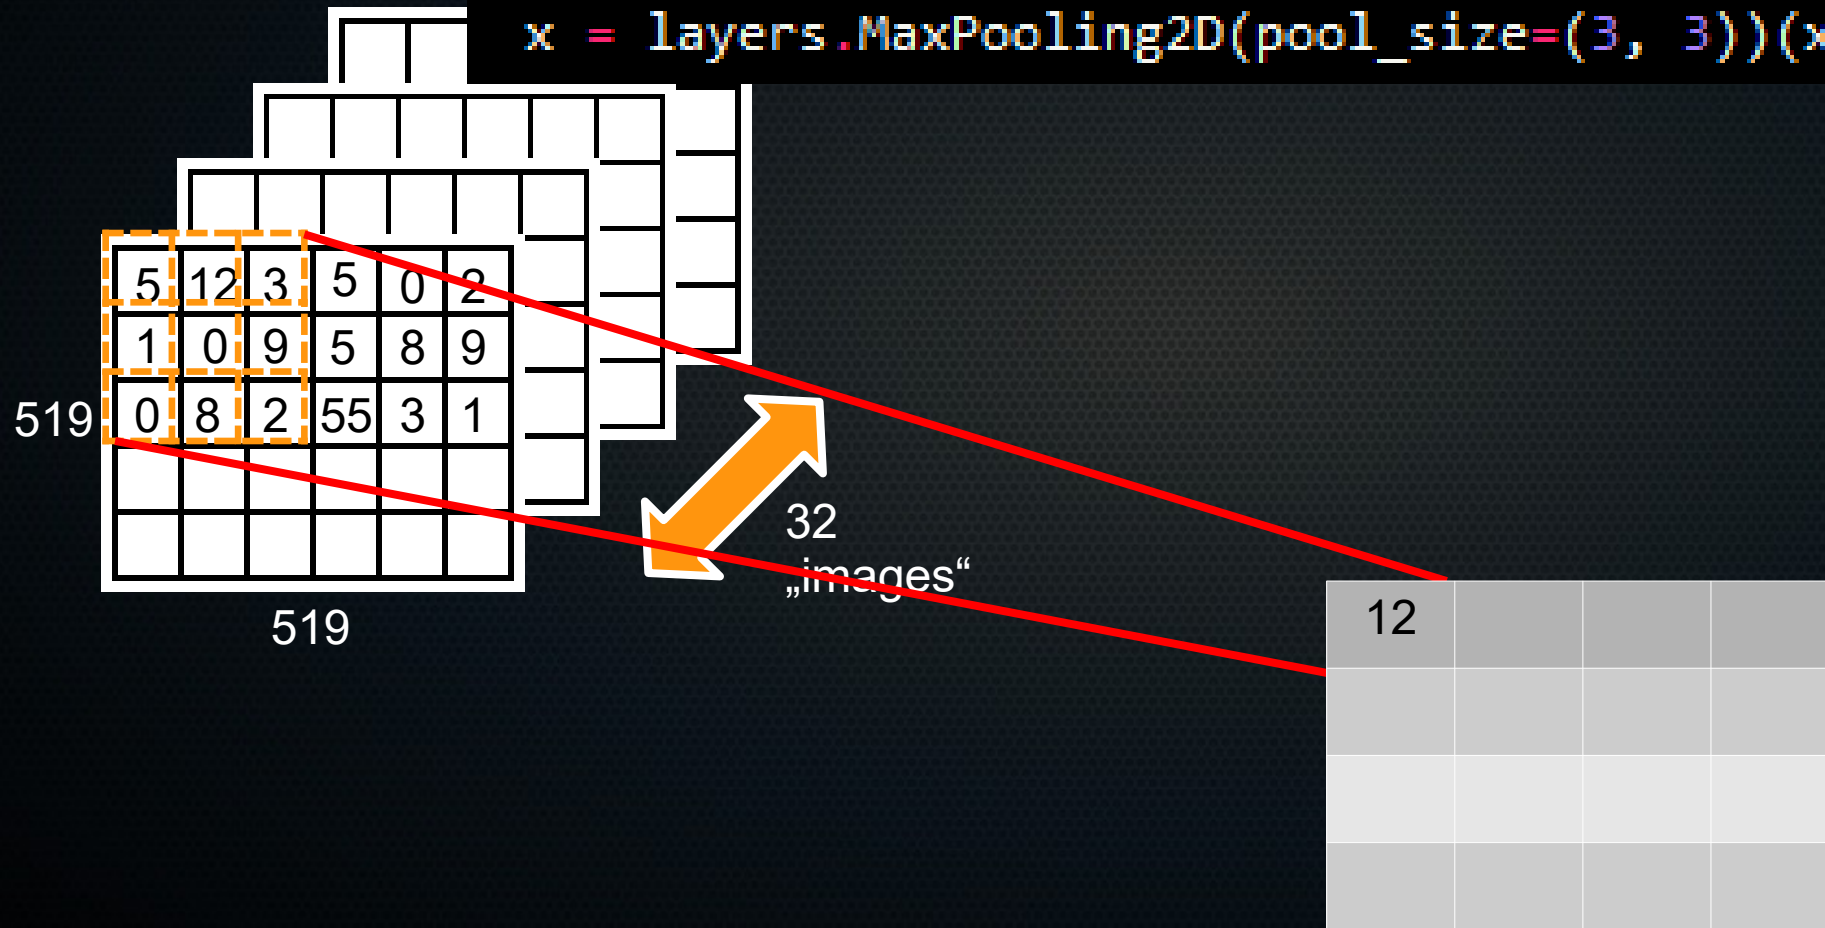 x = layers.MaxPooling2D(pool_size=(3, 3))(x
5 12 3 5 0 2
1 0 9 5 8 9
519 0 8 2 55 3 1
32
„images“
519
12